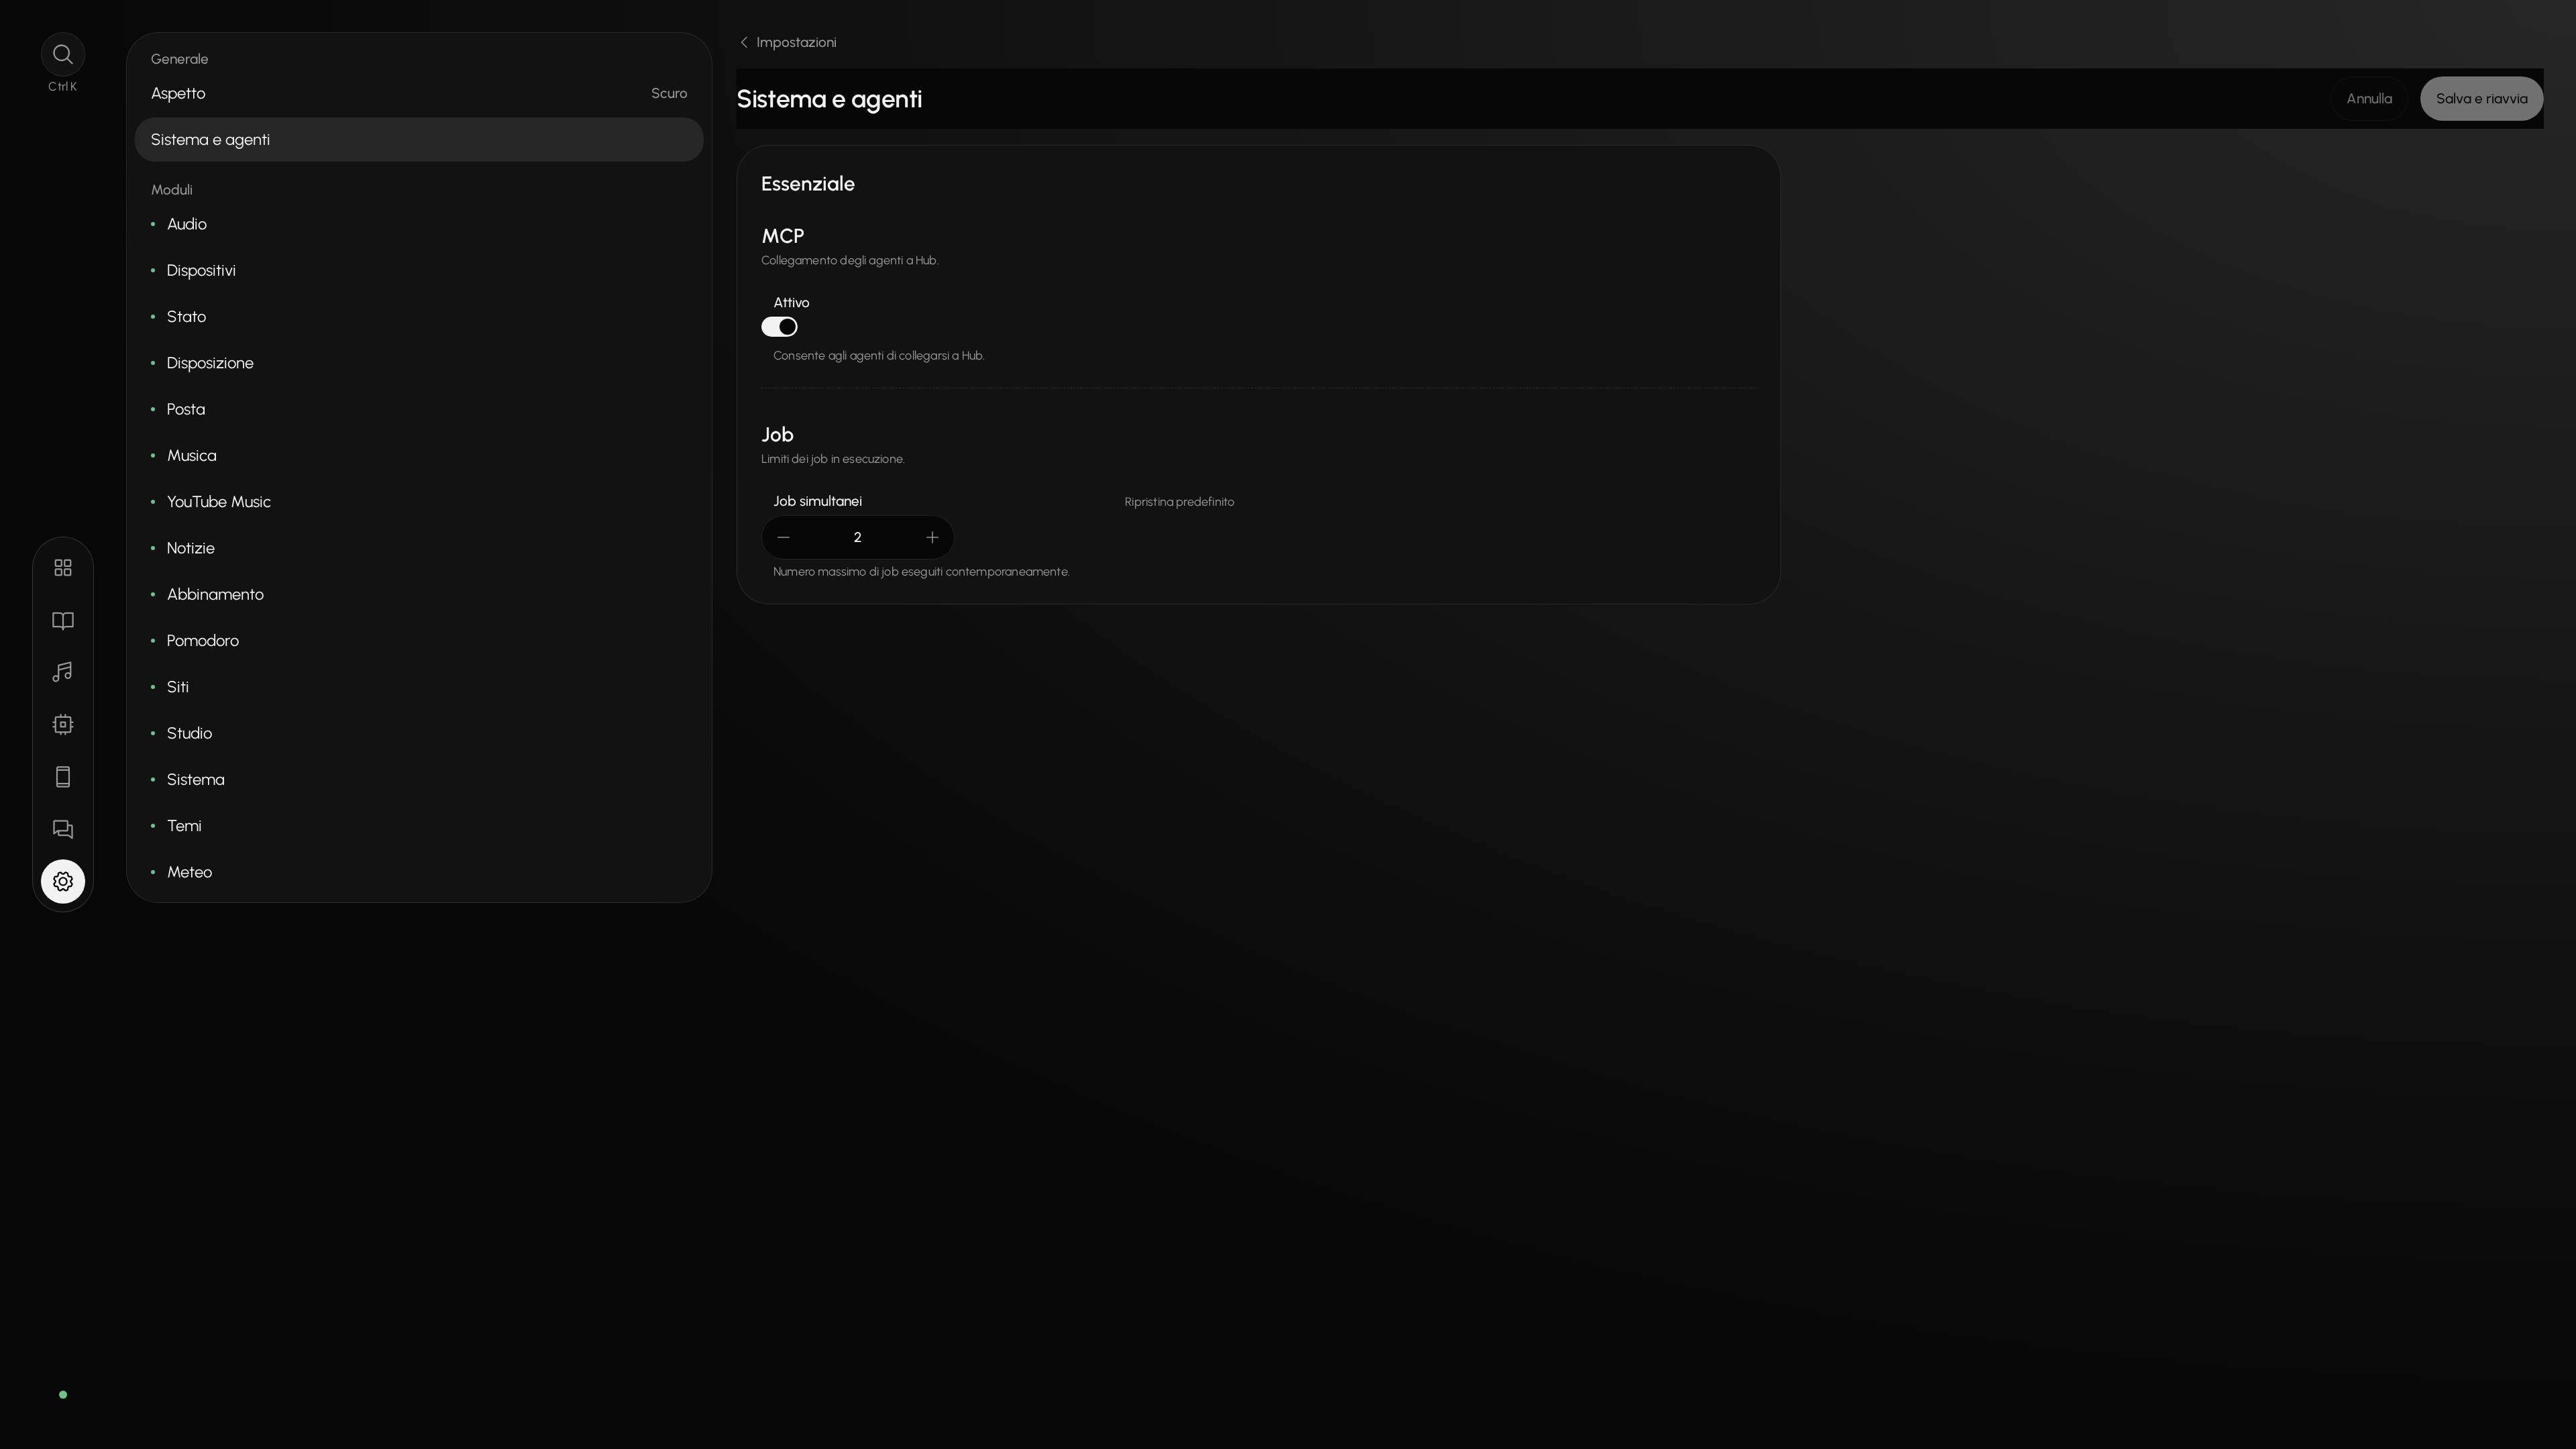 Ctrl K
Generale
Aspetto
Scuro
Sistema e agenti
Moduli
Audio
Dispositivi
Stato
Disposizione
Posta
Musica
YouTube Music
Notizie
Abbinamento
Pomodoro
Siti
Studio
Sistema
Temi
Meteo
Impostazioni
Sistema e agenti
Annulla
Salva e riavvia
Essenziale
MCP
Collegamento degli agenti a Hub.
Attivo
Consente agli agenti di collegarsi a Hub.
Job
Limiti dei job in esecuzione.
Job simultanei
Ripristina predefinito
2
Numero massimo di job eseguiti contemporaneamente.